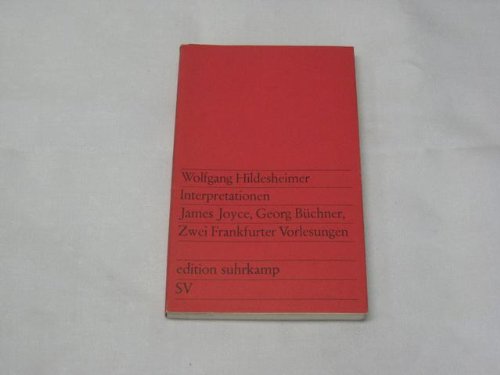 Wolfgang Hildesheimer
Interpretationen
James Joyce, Georg Büchner,
Zwei Frankfurter Vorlesungen
edition suhrkamp
SV